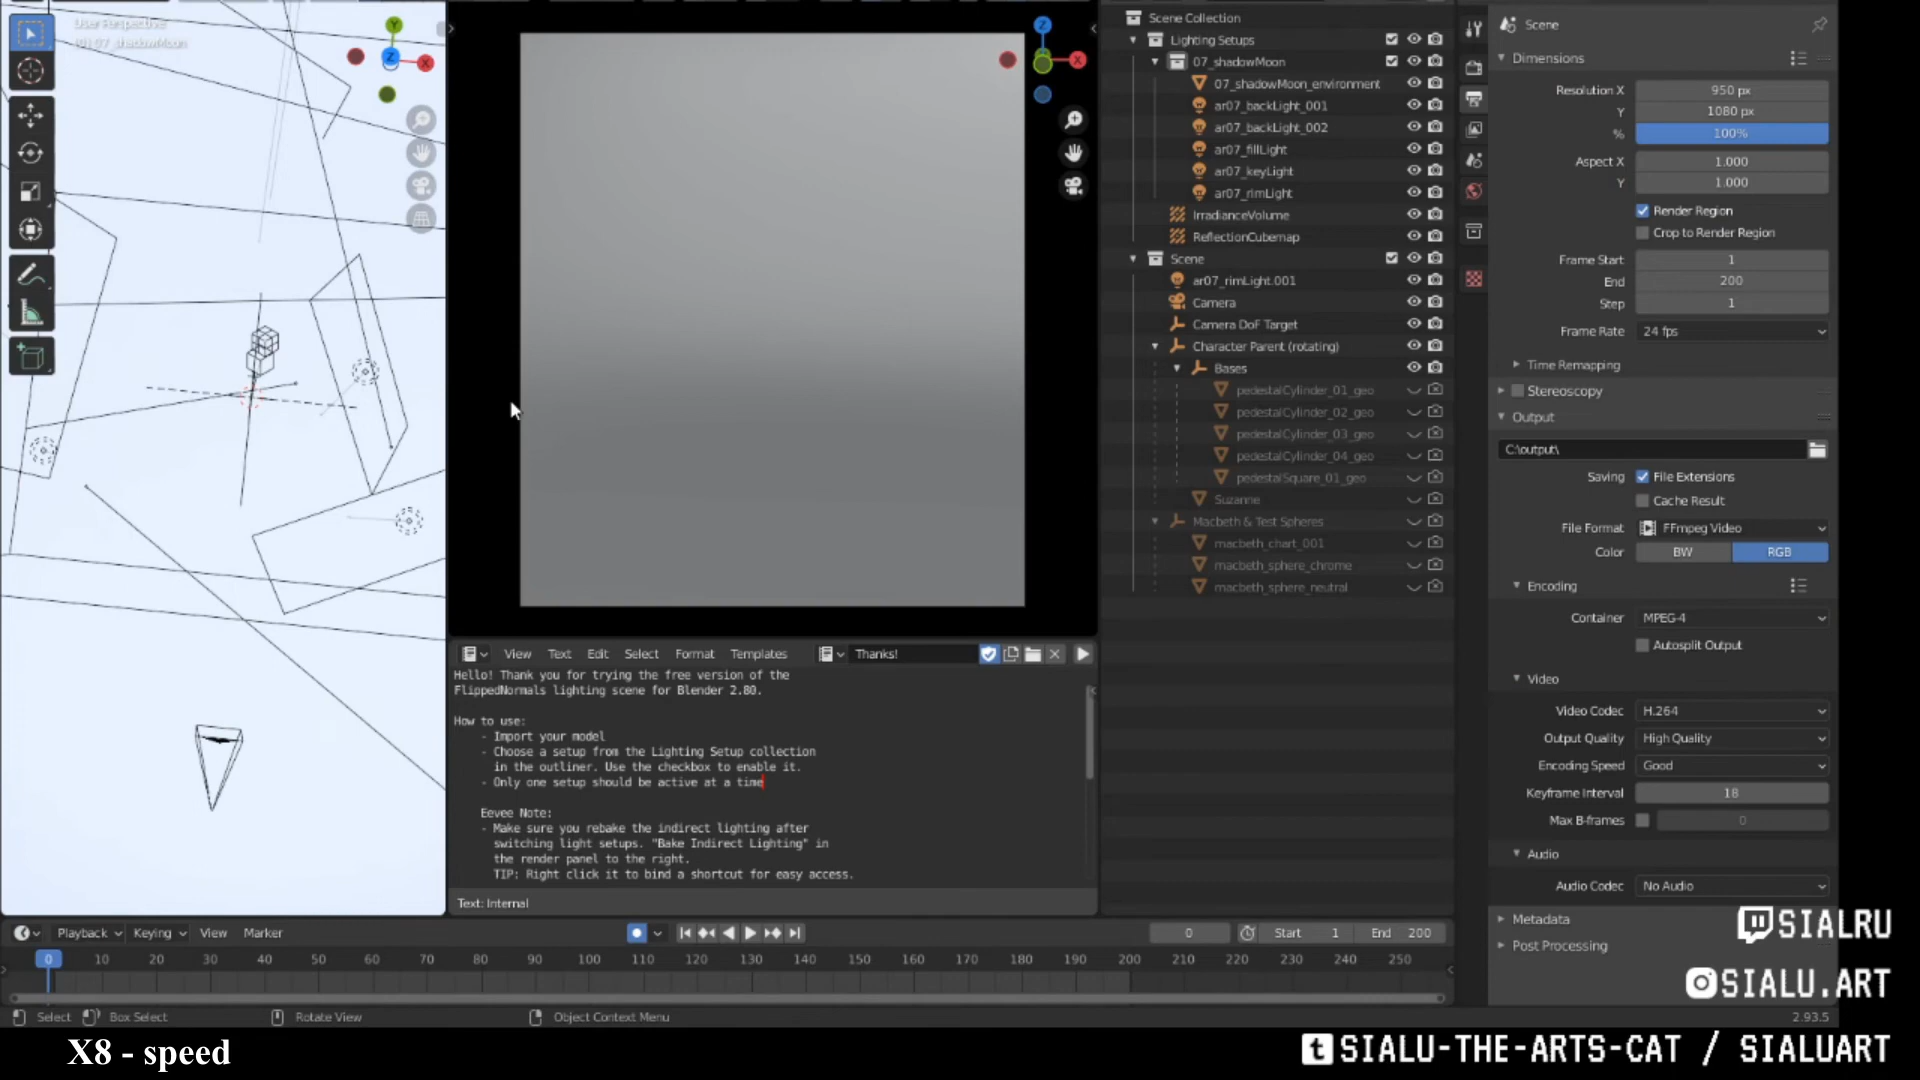 User Perspective
Scene Collection
Lighting Setups
07_shadowMoon
07_shadowMoon_environment
ar07_backLight_001
ar07_backLight_002
ar07_fillLight
ar07_keyLight
ar07_rimLight
IrradianceVolume
ReflectionCubemap
Scene
ar07_rimLight.001
Camera
Camera DoF Target
Character Parent (rotating)
Bases
pedestalCylinder_01_geo
pedestalCylinder_02_geo
pedestalCylinder_03_geo
pedestalCylinder_04_geo
pedestalSquare_01_geo
Suzanne
Macbeth & Test Spheres
macbeth_chart_001
macbeth_sphere_chrome
macbeth_sphere_neutral
Scene
Dimensions
Resolution X 950 px
Y 1080 px
% 100%
Aspect X 1.000
Y 1.000
Render Region
Crop to Render Region
Frame Start 1
End 200
Step 1
Frame Rate 24 fps
Time Remapping
Stereoscopy
Output
C:\output\
Saving File Extensions
Cache Result
File Format FFmpeg Video
Color BW RGB
Encoding
Container MPEG-4
Autosplit Output
Video
Video Codec H.264
Output Quality High Quality
Encoding Speed Good
Keyframe Interval 18
Max B-frames 0
Audio
Audio Codec No Audio
Metadata
Post Processing
View Text Edit Select Format Templates Thanks!
Hello! Thank you for trying the free version of the
FlippedNormals lighting scene for Blender 2.80.
How to use:
- Import your model
- Choose a setup from the Lighting Setup collection
in the outliner. Use the checkbox to enable it.
- Only one setup should be active at a time
Eevee Note:
- Make sure you rebake the indirect lighting after
switching light setups. "Bake Indirect Lighting" in
the render panel to the right.
TIP: Right click it to bind a shortcut for easy access.
Text: Internal
Playback Keying View Marker 0 Start 1 End 200
0 10 20 30 40 50 60 70 80 90 100 110 120 130 140 150 160 170 180 190 200 210 220 230 240 250
Select Box Select Rotate View Object Context Menu 2.93.5
SIALRU
SIALU.ART
X8 - speed
SIALU-THE-ARTS-CAT / SIALUART
Y
Z
X
Z
X